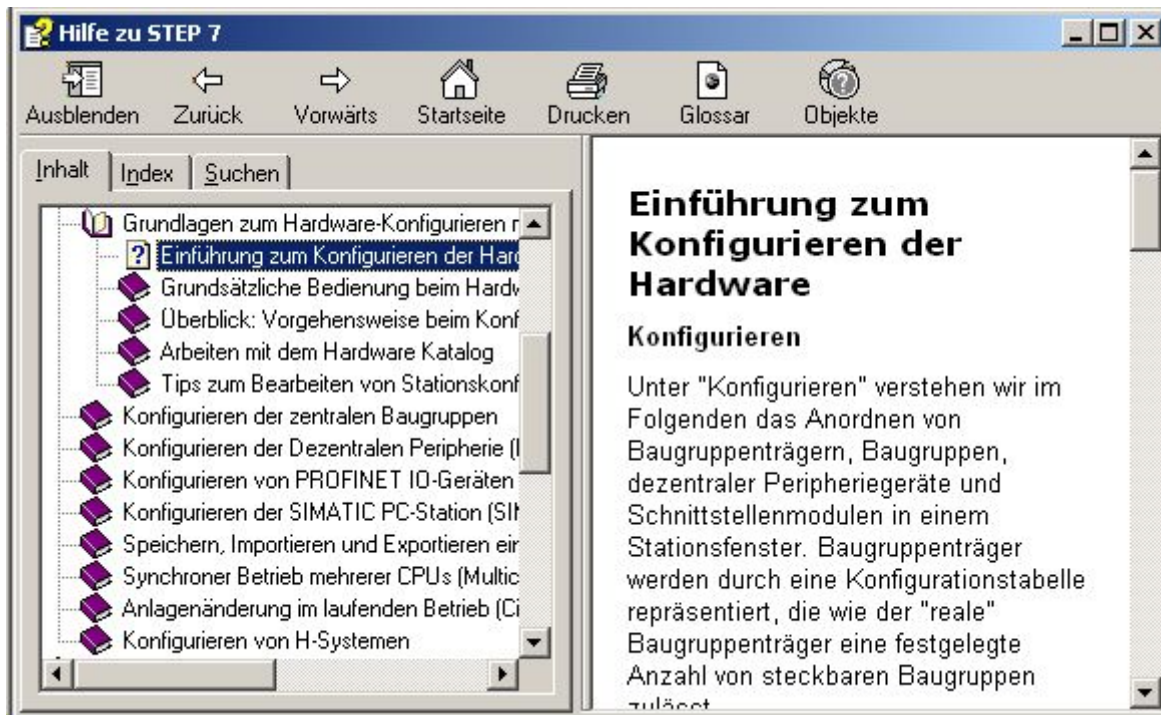 Hilfe zu STEP 7
Ausblenden Zurück Vorwärts Startseite Drucken Glossar Objekte
Inhalt Index Suchen
Grundlagen zum Hardware-Konfigurieren
Einführung zum Konfigurieren der Hard
Grundsätzliche Bedienung beim Hardw
Überblick: Vorgehensweise beim Konf
Arbeiten mit dem Hardware Katalog
Tips zum Bearbeiten von Stationskonf
Konfigurieren der zentralen Baugruppen
Konfigurieren der Dezentralen Peripherie (
Konfigurieren von PROFINET IO-Geräten
Konfigurieren der SIMATIC PC-Station (SIM
Speichern, Importieren und Exportieren ein
Synchroner Betrieb mehrerer CPUs (Multic
Anlagenänderung im laufenden Betrieb (Ci
Konfigurieren von H-Systemen
Einführung zum
Konfigurieren der
Hardware
Konfigurieren
Unter "Konfigurieren" verstehen wir im
Folgenden das Anordnen von
Baugruppenträgern, Baugruppen,
dezentraler Peripheriegeräte und
Schnittstellenmodulen in einem
Stationsfenster. Baugruppenträger
werden durch eine Konfigurationstabelle
repräsentiert, die wie der "reale"
Baugruppenträger eine festgelegte
Anzahl von steckbaren Baugruppen
zulässt